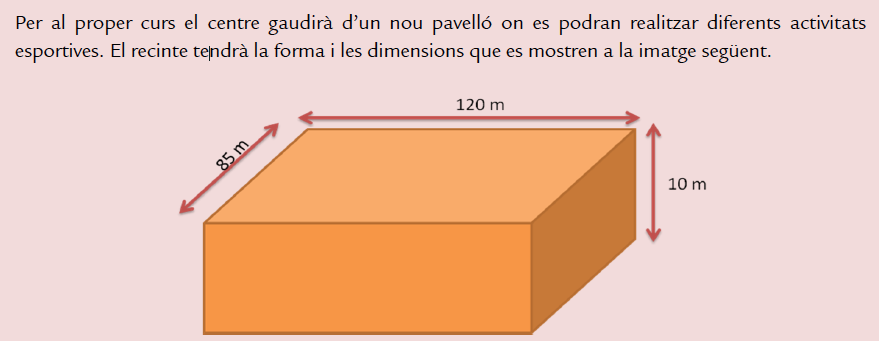 Per al proper curs el centre gaudirà d'un nou pavelló on es podran realitzar diferents activitats
esportives. El recinte tendrà la forma i les dimensions que es mostren a la imatge següent.
120 m
85 m
10 m